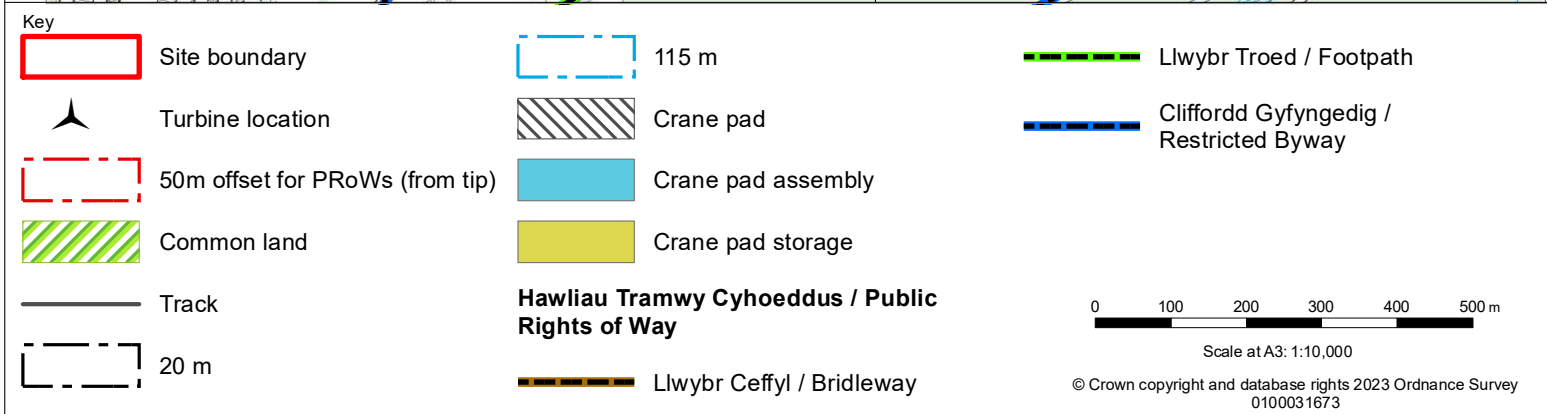 Key
Site boundary
Turbine location
50m offset for PRoWs (from tip)
Common land
Track
20 m
115 m
Crane pad
Crane pad assembly
Crane pad storage
Hawliau Tramwy Cyhoeddus / Public
Rights of Way
Llwybr Ceffyl / Bridleway
Llwybr Troed / Footpath
Cliffordd Gyfyngedig /
Restricted Byway
0 100 200 300 400 500 m
Scale at A3: 1:10,000
© Crown copyright and database rights 2023 Ordnance Survey
0100031673